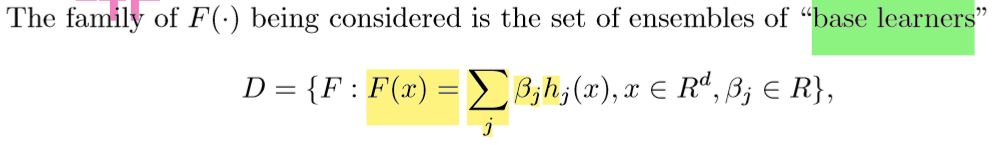 The family of F(·) being considered is the set of ensembles of “base learners”
D = {F : F(x) = ∑_j β_j h_j(x), x ∈ R^d, β_j ∈ R},